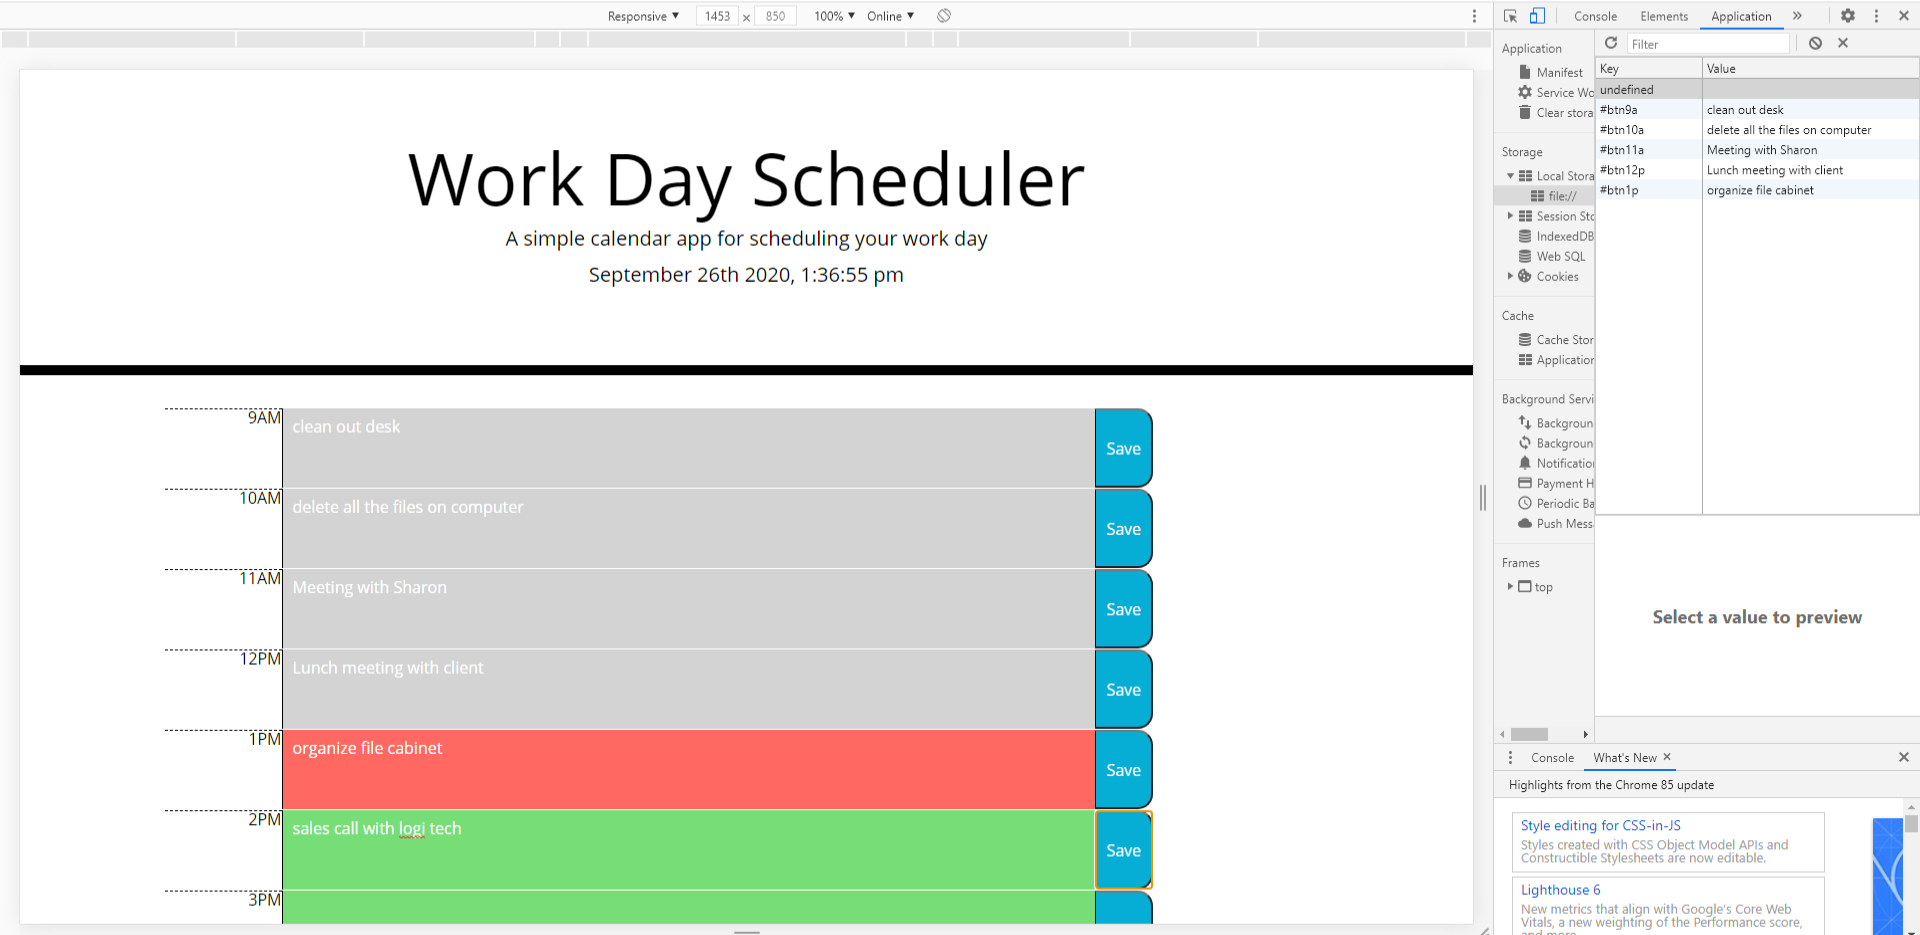 Responsive ▼ 1453 x 850 100% ▼ Online ▼
Console Elements Application »
Application
Manifest
Service Wo
Clear stora
Storage
Local Stora
file://
Session Sto
IndexedDB
Web SQL
Cookies
Cache
Cache Stor
Application
Background Servi
Backgroun
Backgroun
Notificatio
Payment H
Periodic Ba
Push Mess
Frames
top
Filter
Key Value
undefined
#btn9a clean out desk
#btn10a delete all the files on computer
#btn11a Meeting with Sharon
#btn12p Lunch meeting with client
#btn1p organize file cabinet
Select a value to preview
Work Day Scheduler
A simple calendar app for scheduling your work day
September 26th 2020, 1:36:55 pm
9AM clean out desk Save
10AM delete all the files on computer Save
11AM Meeting with Sharon Save
12PM Lunch meeting with client Save
1PM organize file cabinet Save
2PM sales call with logi tech Save
3PM
Console What's New ×
Highlights from the Chrome 85 update
Style editing for CSS-in-JS
Styles created with CSS Object Model APIs and
Constructible Stylesheets are now editable.
Lighthouse 6
New metrics that align with Google's Core Web
Vitals, a new weighting of the Performance score,
and more